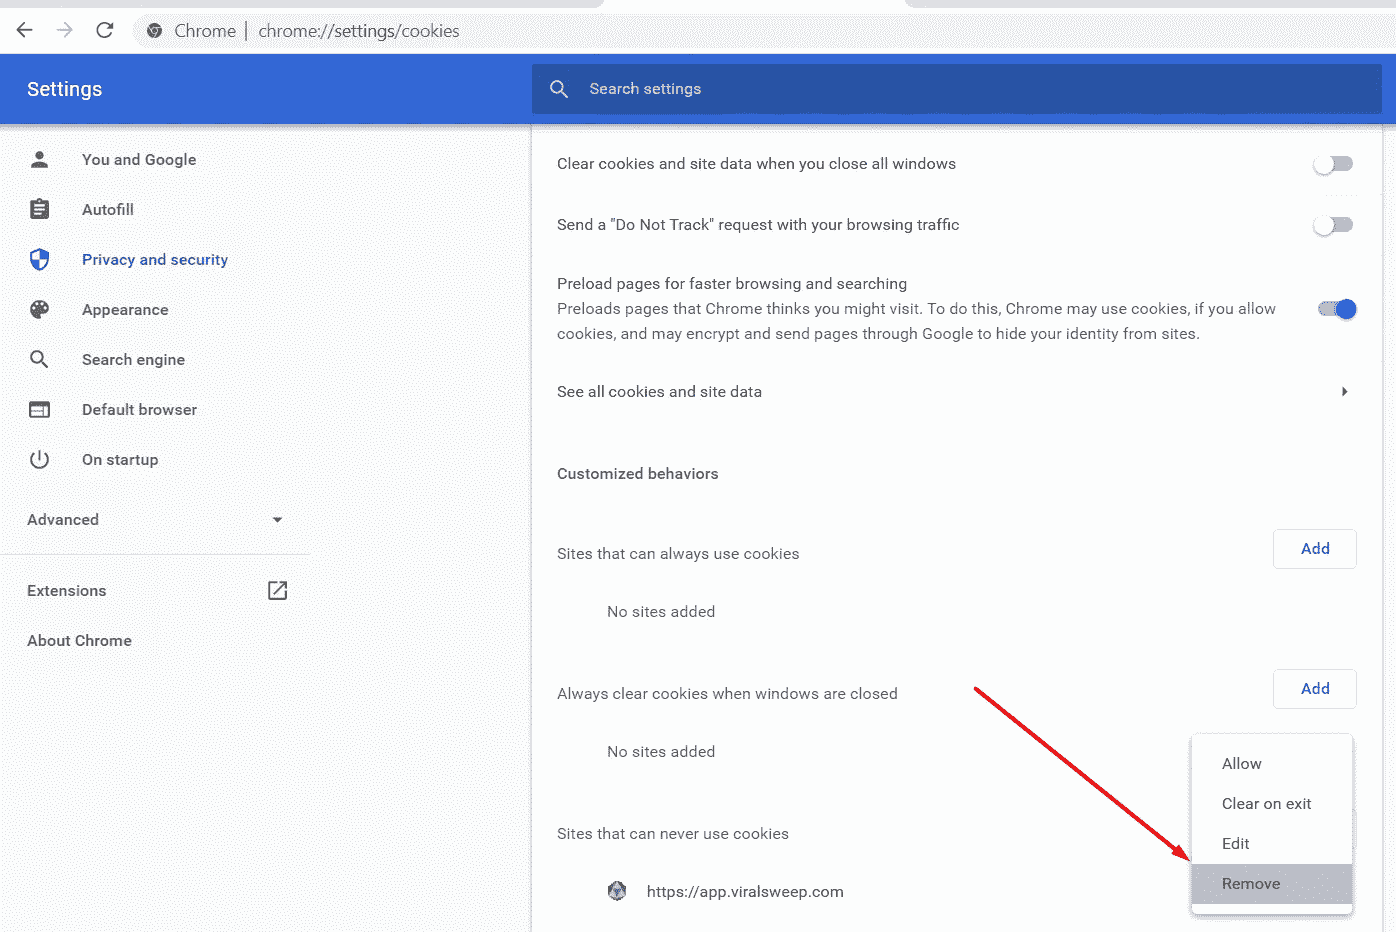 Chrome | chrome://settings/cookies
Settings
Search settings
You and Google
Autofill
Privacy and security
Appearance
Search engine
Default browser
On startup
Advanced
Extensions
About Chrome
Clear cookies and site data when you close all windows
Send a "Do Not Track" request with your browsing traffic
Preload pages for faster browsing and searching
Preloads pages that Chrome thinks you might visit. To do this, Chrome may use cookies, if you allow
cookies, and may encrypt and send pages through Google to hide your identity from sites.
See all cookies and site data
Customized behaviors
Sites that can always use cookies
Add
No sites added
Always clear cookies when windows are closed
Add
No sites added
Sites that can never use cookies
https://app.viralsweep.com
Allow
Clear on exit
Edit
Remove